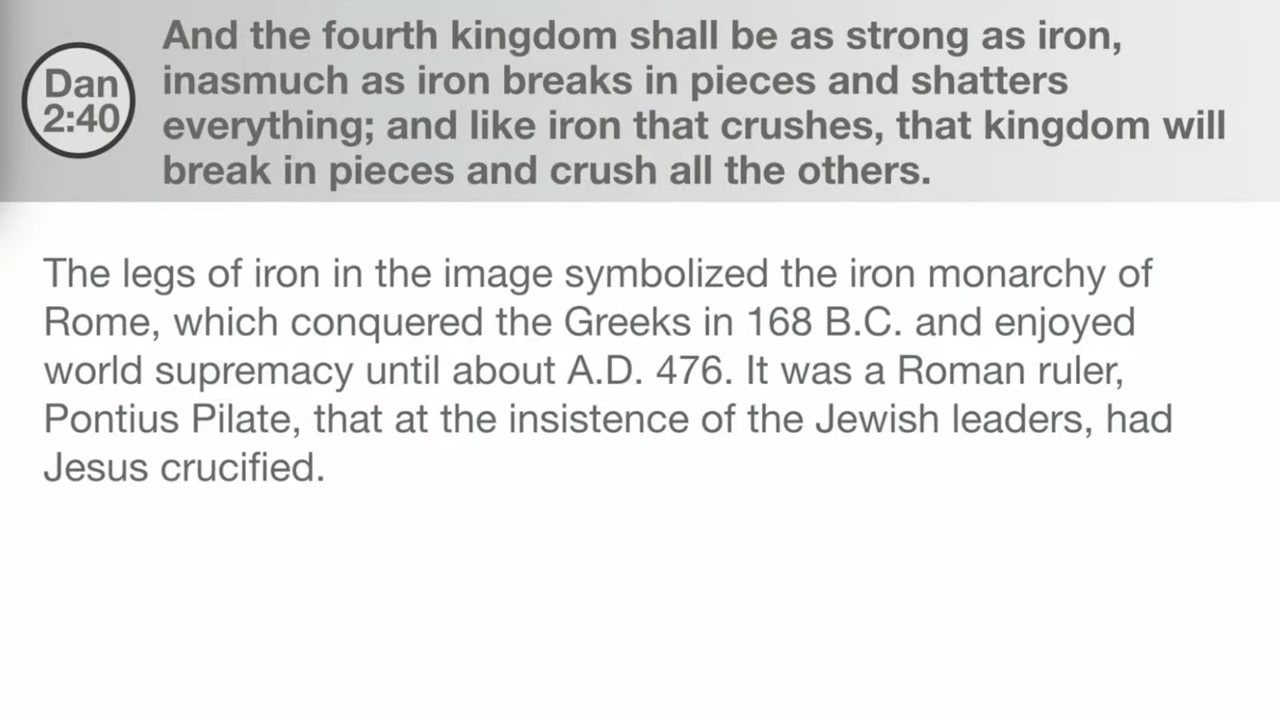 Dan
2:40
And the fourth kingdom shall be as strong as iron,
inasmuch as iron breaks in pieces and shatters
everything; and like iron that crushes, that kingdom will
break in pieces and crush all the others.
The legs of iron in the image symbolized the iron monarchy of
Rome, which conquered the Greeks in 168 B.C. and enjoyed
world supremacy until about A.D. 476. It was a Roman ruler,
Pontius Pilate, that at the insistence of the Jewish leaders, had
Jesus crucified.